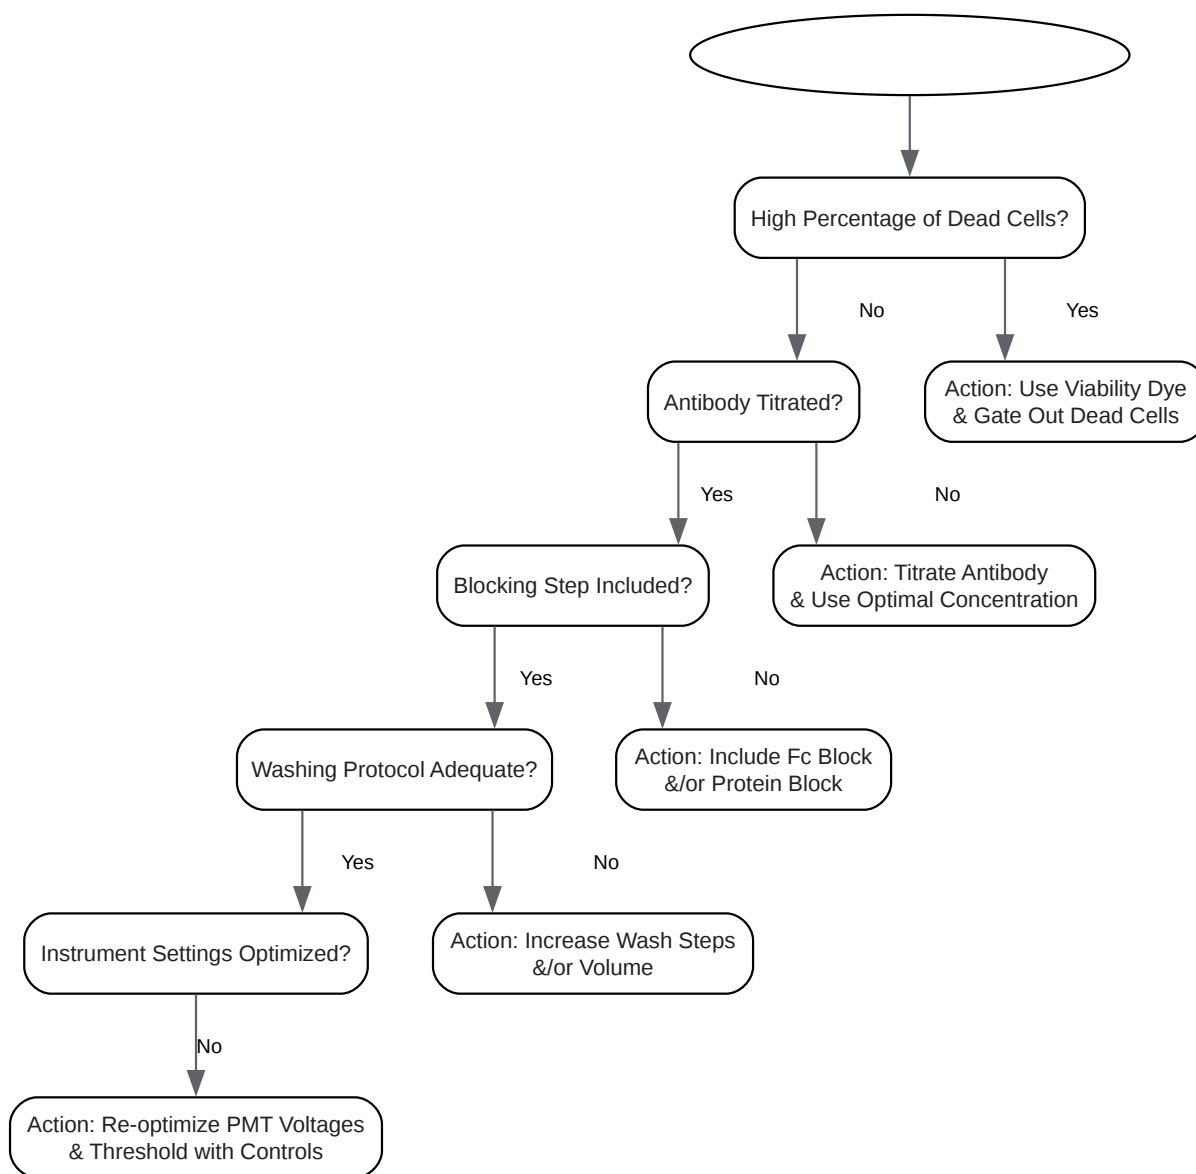 High Percentage of Dead Cells?
No
Yes
Antibody Titrated?
Action: Use Viability Dye
& Gate Out Dead Cells
Yes
No
Blocking Step Included?
Action: Titrate Antibody
& Use Optimal Concentration
Yes
No
Washing Protocol Adequate?
Action: Include Fc Block
&/or Protein Block
Yes
No
Instrument Settings Optimized?
Action: Increase Wash Steps
&/or Volume
No
Action: Re-optimize PMT Voltages
& Threshold with Controls